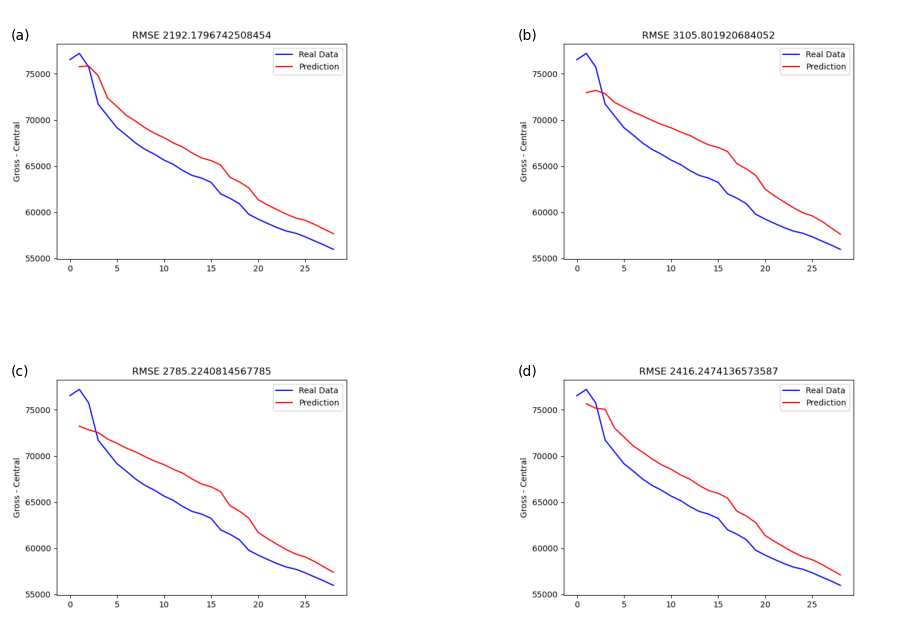 (a)
RMSE 2192.1796742508454
Real Data
Prediction
Gross - Central
75000
70000
65000
60000
55000
0 5 10 15 20 25
(b)
RMSE 3105.801920684052
Real Data
Prediction
Gross - Central
75000
70000
65000
60000
55000
0 5 10 15 20 25
(c)
RMSE 2785.2240814567785
Real Data
Prediction
Gross - Central
75000
70000
65000
60000
55000
0 5 10 15 20 25
(d)
RMSE 2416.2474136573587
Real Data
Prediction
Gross - Central
75000
70000
65000
60000
55000
0 5 10 15 20 25